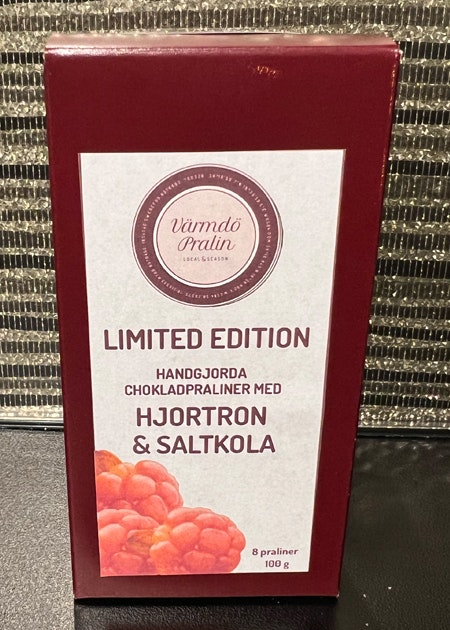 Värmdö
Pralin
LOCAL & SEASON
LIMITED EDITION
HANDGJORDA
CHOKLADPRALINER MED
HJORTRON
& SALTKOLA
8 praliner
100 g